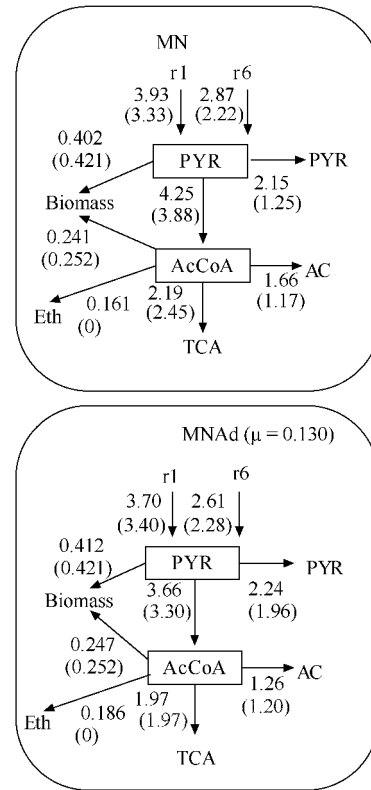 MN
r1 r6
3.93 2.87
(3.33) (2.22)
0.402
(0.421)
PYR
PYR
2.15
(1.25)
4.25
(3.88)
Biomass
0.241
(0.252)
AcCoA
AC
1.66
(1.17)
0.161
(0)
Eth
2.19
(2.45)
TCA
MNAd (μ = 0.130)
r1 r6
3.70 2.61
(3.40) (2.28)
0.412
(0.421)
PYR
PYR
2.24
(1.96)
3.66
(3.30)
Biomass
0.247
(0.252)
AcCoA
AC
1.26
(1.20)
0.186
(0)
Eth
1.97
(1.97)
TCA